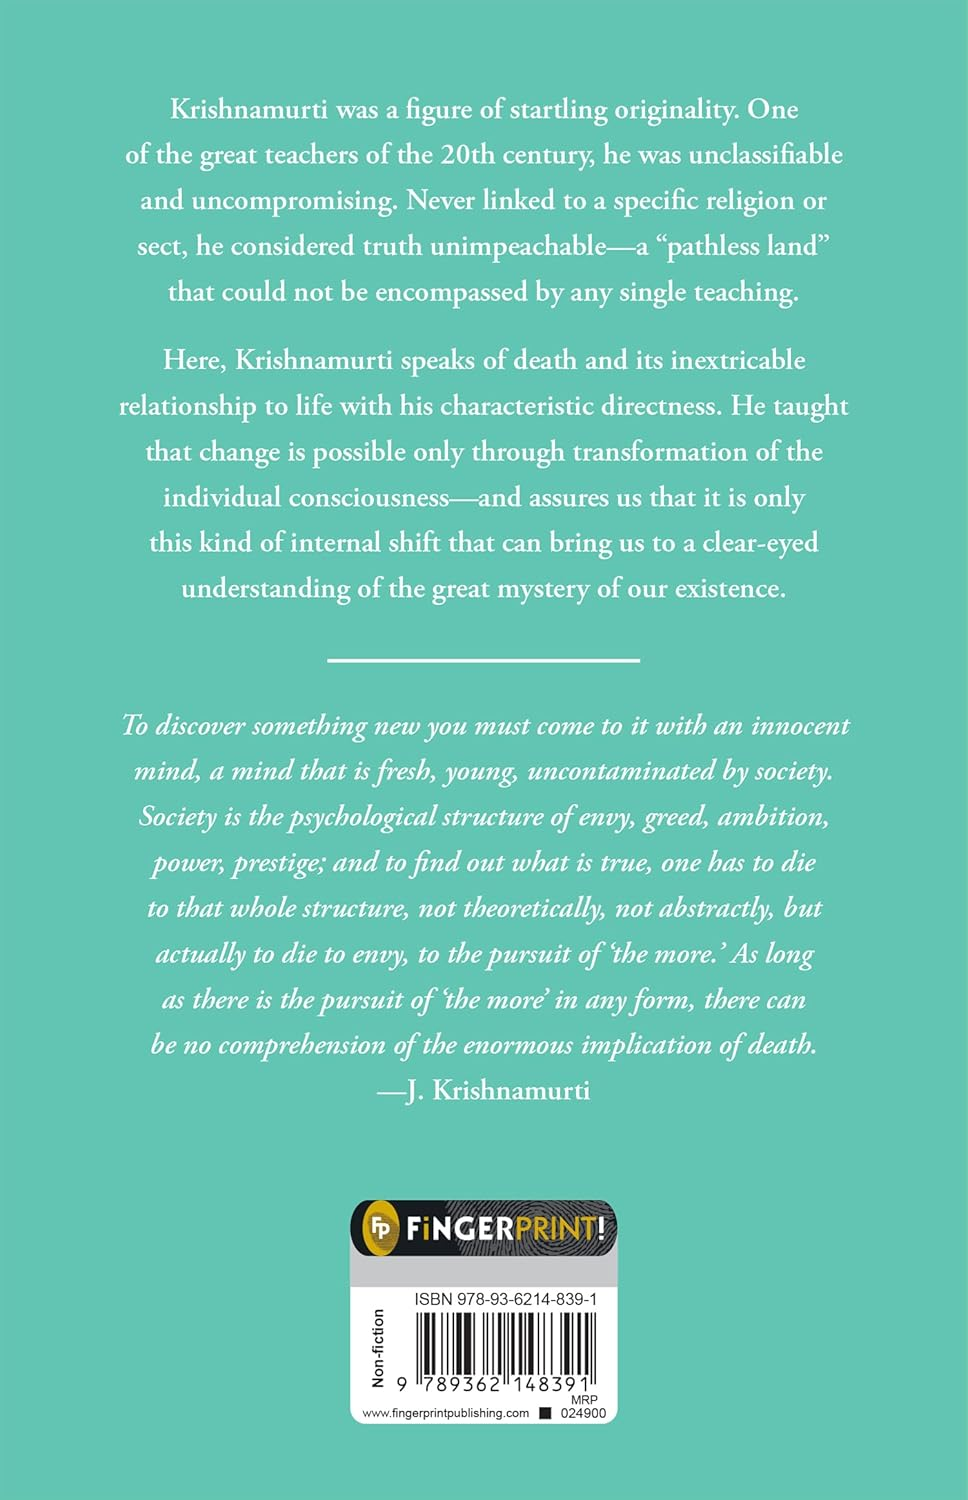 Krishnamurti was a figure of startling originality. One
of the great teachers of the 20th century, he was unclassifiable
and uncompromising. Never linked to a specific religion or
sect, he considered truth unimpeachable—a “pathless land”
that could not be encompassed by any single teaching.
Here, Krishnamurti speaks of death and its inextricable
relationship to life with his characteristic directness. He taught
that change is possible only through transformation of the
individual consciousness—and assures us that it is only
this kind of internal shift that can bring us to a clear-eyed
understanding of the great mystery of our existence.
To discover something new you must come to it with an innocent
mind, a mind that is fresh, young, uncontaminated by society.
Society is the psychological structure of envy, greed, ambition,
power, prestige; and to find out what is true, one has to die
to that whole structure, not theoretically, not abstractly, but
actually to die to envy, to the pursuit of ‘the more.’ As long
as there is the pursuit of ‘the more’ in any form, there can
be no comprehension of the enormous implication of death.
—J. Krishnamurti
FP FiNGERPRINT!
ISBN 978-93-6214-839-1
Non-fiction
9 789362 148391
MRP
www.fingerprintpublishing.com 024900